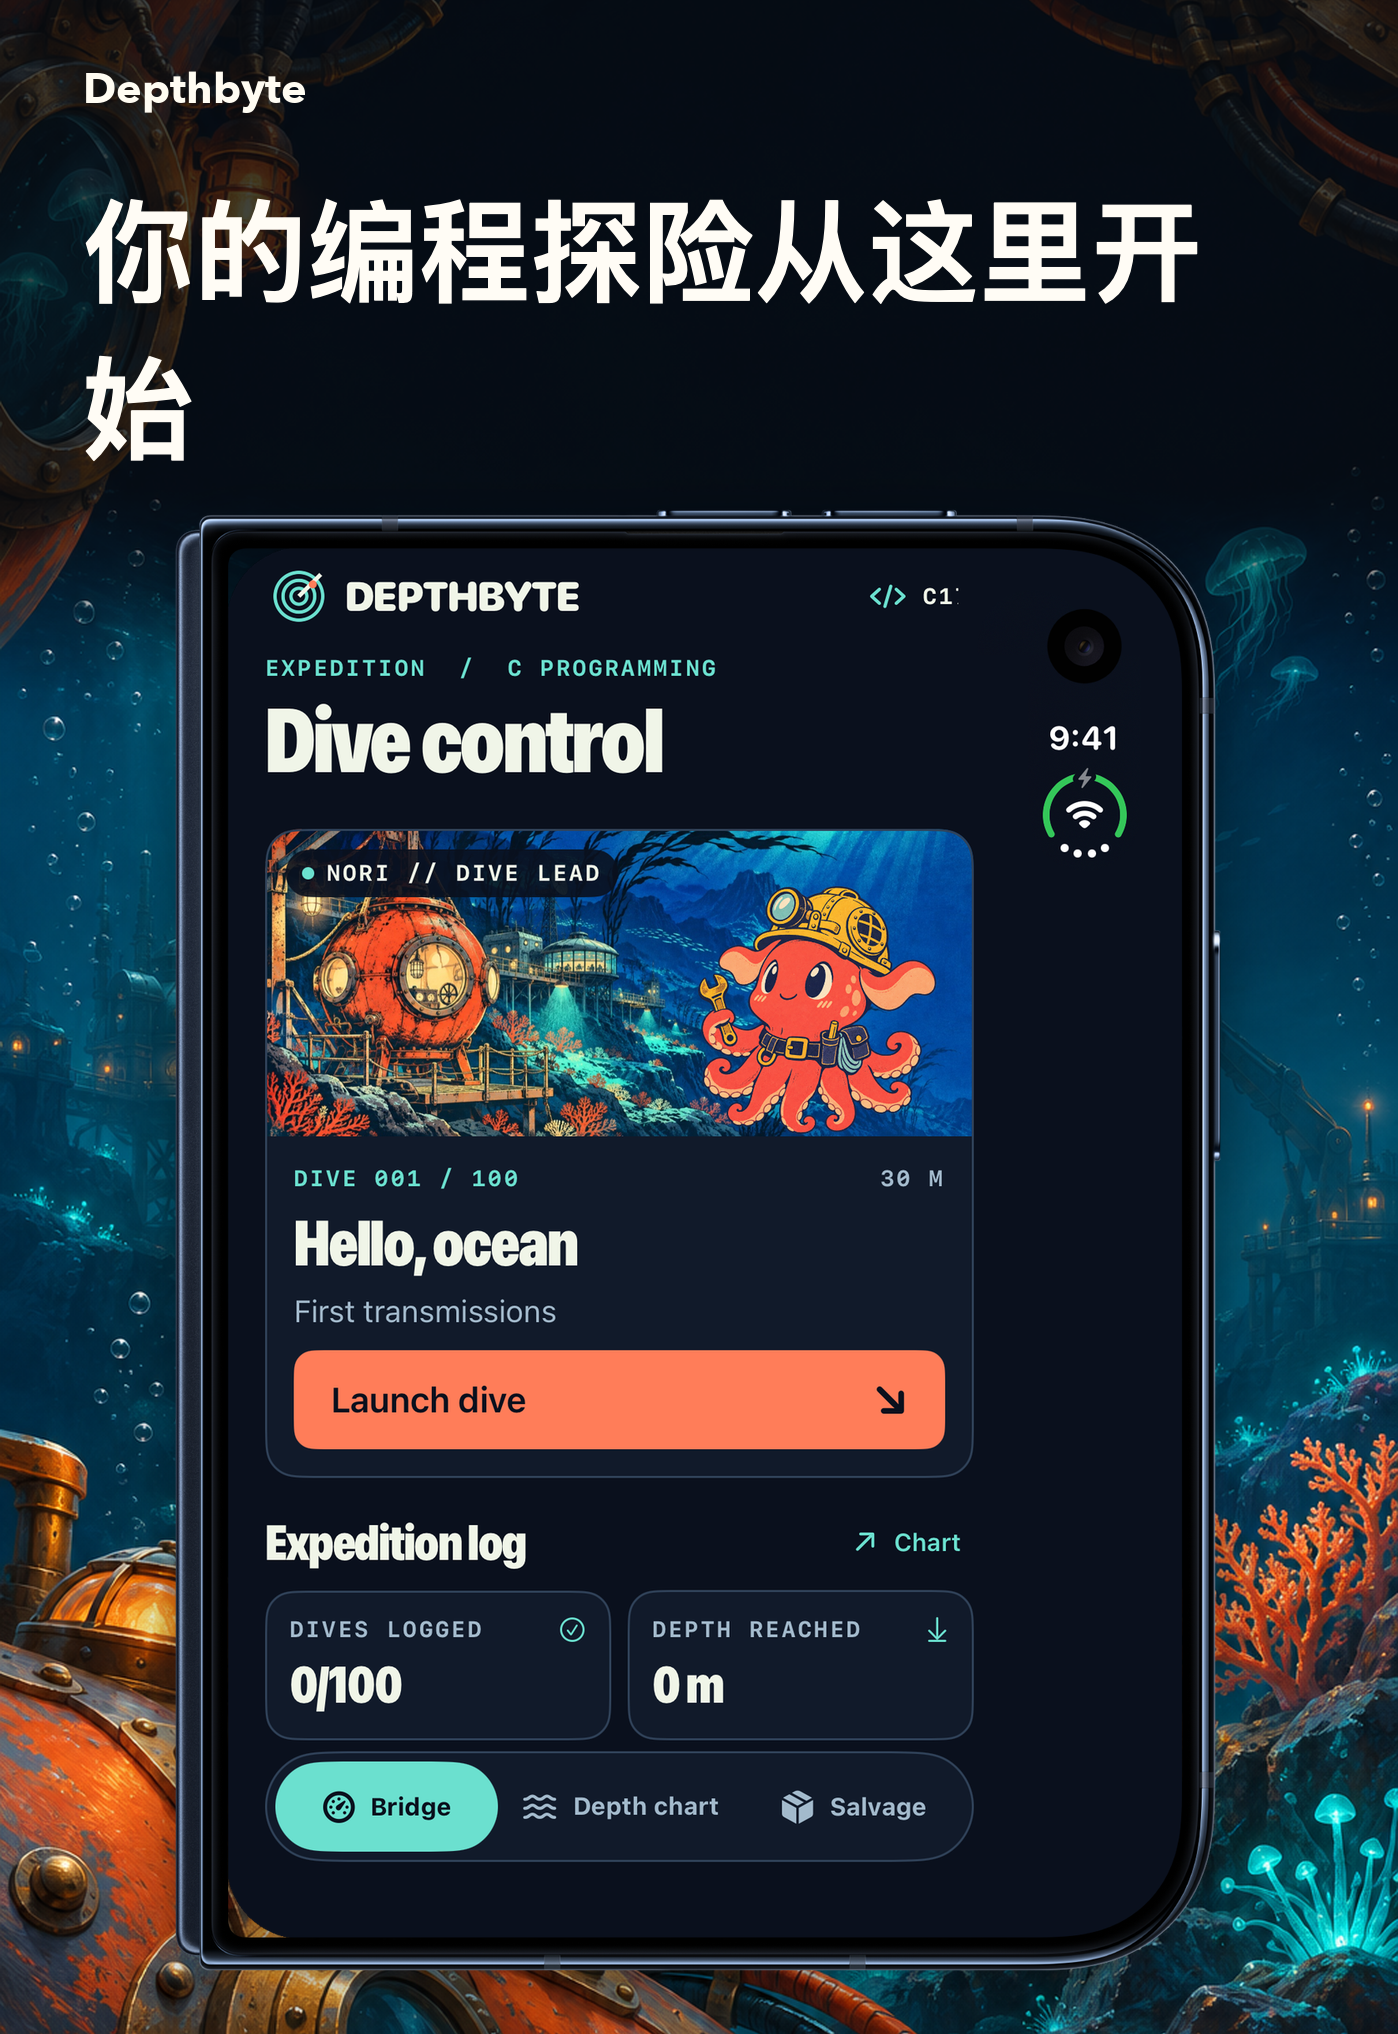 Depthbyte
你的编程探险从这里开
始
DEPTHBYTE
</> C1
EXPEDITION / C PROGRAMMING
Dive control
9:41
NORI // DIVE LEAD
DIVE 001 / 100
30 M
Hello, ocean
First transmissions
Launch dive
Expedition log
Chart
DIVES LOGGED
0/100
DEPTH REACHED
0 m
Bridge
Depth chart
Salvage